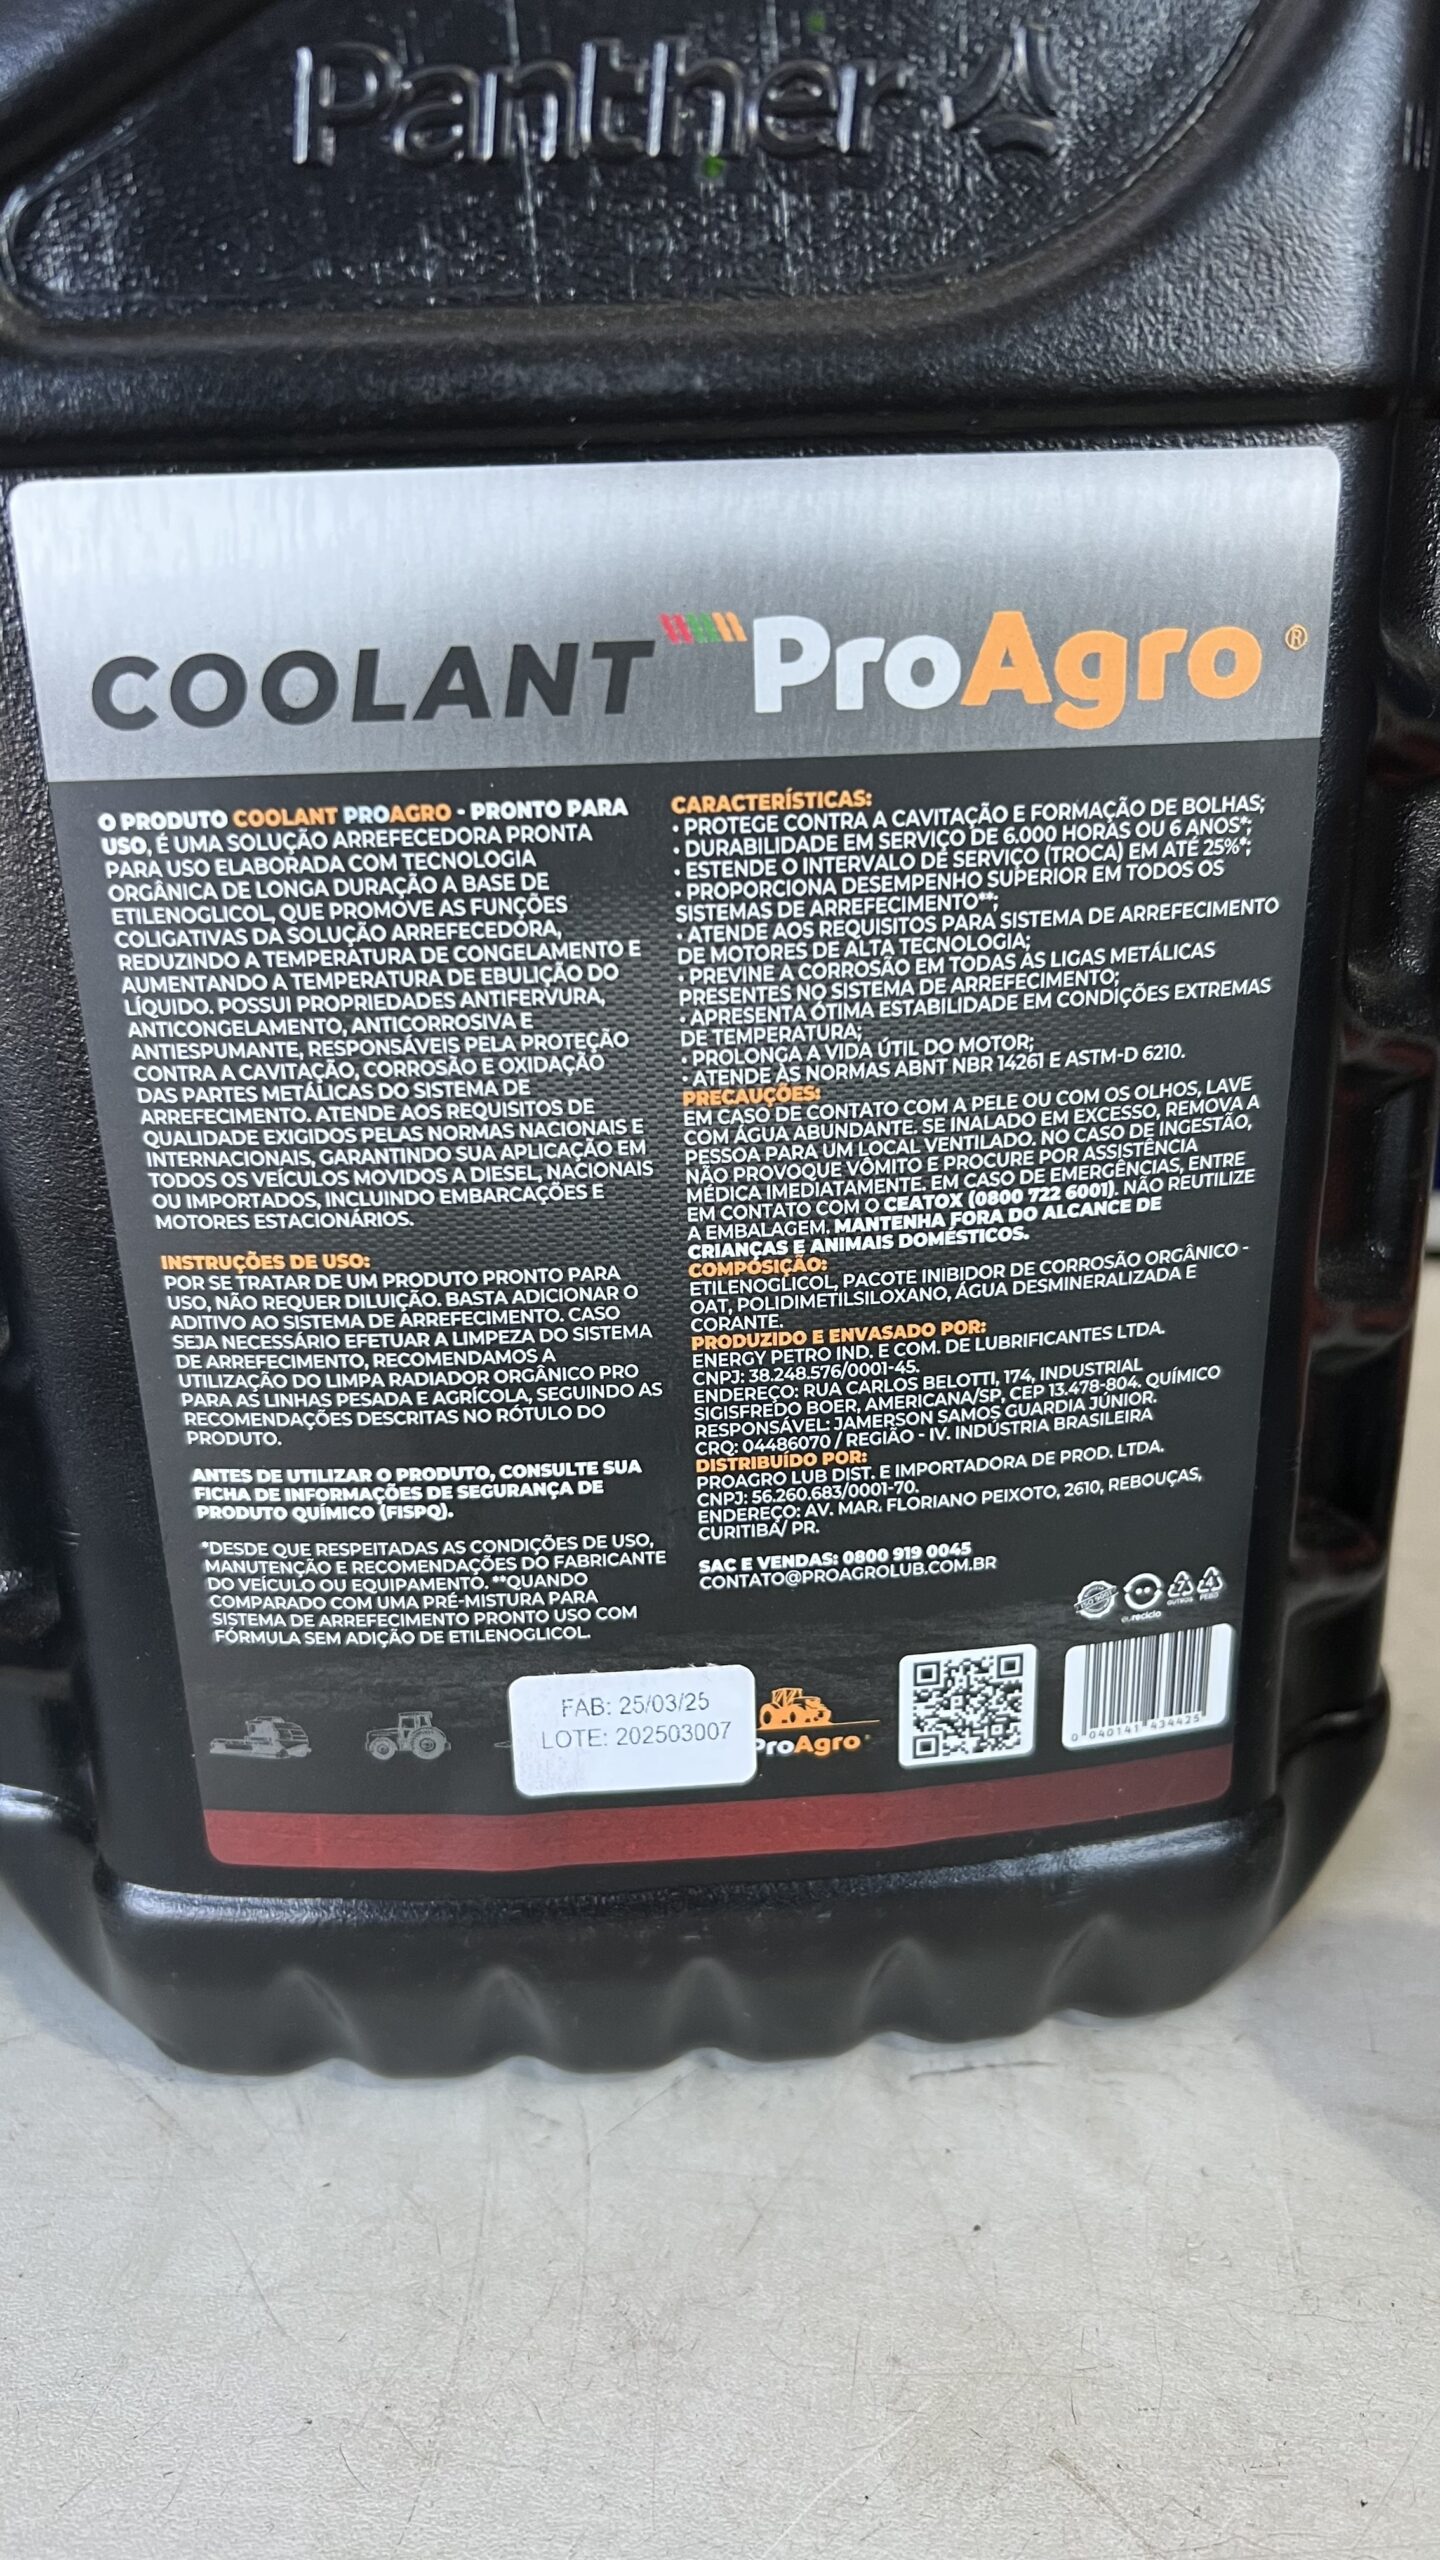 Panther
COOLANT ProAgro®
O PRODUTO COOLANT PROAGRO - PRONTO PARA
USO, É UMA SOLUÇÃO ARREFECEDORA PRONTA
PARA USO ELABORADA COM TECNOLOGIA
ORGÂNICA DE LONGA DURAÇÃO A BASE DE
ETILENOGLICOL, QUE PROMOVE AS FUNÇÕES
COLIGATIVAS DA SOLUÇÃO ARREFECEDORA,
REDUZINDO A TEMPERATURA DE CONGELAMENTO E
AUMENTANDO A TEMPERATURA DE EBULIÇÃO DO
LÍQUIDO. POSSUI PROPRIEDADES ANTIFERVURA,
ANTICONGELAMENTO, ANTICORROSIVA E
ANTIESPUMANTE, RESPONSÁVEIS PELA PROTEÇÃO
CONTRA A CAVITAÇÃO, CORROSÃO E OXIDAÇÃO
DAS PARTES METÁLICAS DO SISTEMA DE
ARREFECIMENTO. ATENDE AOS REQUISITOS DE
QUALIDADE EXIGIDOS PELAS NORMAS NACIONAIS E
INTERNACIONAIS, GARANTINDO SUA APLICAÇÃO EM
TODOS OS VEÍCULOS MOVIDOS A DIESEL, NACIONAIS
OU IMPORTADOS, INCLUINDO EMBARCAÇÕES E
MOTORES ESTACIONÁRIOS.
INSTRUÇÕES DE USO:
POR SE TRATAR DE UM PRODUTO PRONTO PARA
USO, NÃO REQUER DILUIÇÃO. BASTA ADICIONAR O
ADITIVO AO SISTEMA DE ARREFECIMENTO. CASO
SEJA NECESSÁRIO EFETUAR A LIMPEZA DO SISTEMA
DE ARREFECIMENTO, RECOMENDAMOS A
UTILIZAÇÃO DO LIMPA RADIADOR ORGÂNICO PRO
PARA AS LINHAS PESADA E AGRÍCOLA, SEGUINDO AS
RECOMENDAÇÕES DESCRITAS NO RÓTULO DO
PRODUTO.
ANTES DE UTILIZAR O PRODUTO, CONSULTE SUA
FICHA DE INFORMAÇÕES DE SEGURANÇA DE
PRODUTO QUÍMICO (FISPQ).
*DESDE QUE RESPEITADAS AS CONDIÇÕES DE USO,
MANUTENÇÃO E RECOMENDAÇÕES DO FABRICANTE
DO VEÍCULO OU EQUIPAMENTO. **QUANDO
COMPARADO COM UMA PRÉ-MISTURA PARA
SISTEMA DE ARREFECIMENTO PRONTO USO COM
FÓRMULA SEM ADIÇÃO DE ETILENOGLICOL.
CARACTERÍSTICAS:
• PROTEGE CONTRA A CAVITAÇÃO E FORMAÇÃO DE BOLHAS;
• DURABILIDADE EM SERVIÇO DE 6.000 HORAS OU 6 ANOS*;
• ESTENDE O INTERVALO DE SERVIÇO (TROCA) EM ATÉ 25%*;
• PROPORCIONA DESEMPENHO SUPERIOR EM TODOS OS
SISTEMAS DE ARREFECIMENTO**;
• ATENDE AOS REQUISITOS PARA SISTEMA DE ARREFECIMENTO
DE MOTORES DE ALTA TECNOLOGIA;
• PREVINE A CORROSÃO EM TODAS AS LIGAS METÁLICAS
PRESENTES NO SISTEMA DE ARREFECIMENTO;
• APRESENTA ÓTIMA ESTABILIDADE EM CONDIÇÕES EXTREMAS
DE TEMPERATURA;
• PROLONGA A VIDA ÚTIL DO MOTOR;
• ATENDE ÀS NORMAS ABNT NBR 14261 E ASTM-D 6210.
PRECAUÇÕES:
EM CASO DE CONTATO COM A PELE OU COM OS OLHOS, LAVE
COM ÁGUA ABUNDANTE. SE INALADO EM EXCESSO, REMOVA A
PESSOA PARA UM LOCAL VENTILADO. NO CASO DE INGESTÃO,
NÃO PROVOQUE VÔMITO E PROCURE POR ASSISTÊNCIA
MÉDICA IMEDIATAMENTE. EM CASO DE EMERGÊNCIAS, ENTRE
EM CONTATO COM O CEATOX (0800 722 6001). NÃO REUTILIZE
A EMBALAGEM. MANTENHA FORA DO ALCANCE DE
CRIANÇAS E ANIMAIS DOMÉSTICOS.
COMPOSIÇÃO:
ETILENOGLICOL, PACOTE INIBIDOR DE CORROSÃO ORGÂNICO -
OAT, POLIDIMETILSILOXANO, ÁGUA DESMINERALIZADA E
CORANTE.
PRODUZIDO E ENVASADO POR:
ENERGY PETRO IND. E COM. DE LUBRIFICANTES LTDA.
CNPJ: 38.248.576/0001-45.
ENDEREÇO: RUA CARLOS BELOTTI, 174, INDUSTRIAL
SIGISFREDO BOER, AMERICANA/SP, CEP 13.478-804. QUÍMICO
RESPONSÁVEL: JAMERSON SAMOS GUARDIA JÚNIOR.
CRQ: 04486070 / REGIÃO - IV. INDÚSTRIA BRASILEIRA
DISTRIBUÍDO POR:
PROAGRO LUB DIST. E IMPORTADORA DE PROD. LTDA.
CNPJ: 56.260.683/0001-70.
ENDEREÇO: AV. MAR. FLORIANO PEIXOTO, 2610, REBOUÇAS,
CURITIBA/ PR.
SAC E VENDAS: 0800 919 0045
CONTATO@PROAGROLUB.COM.BR
ISO 9001
eureciclo
7
OUTROS
4
PEBD
FAB: 25/03/25
LOTE: 202503007
ProAgro
0 040141 434425